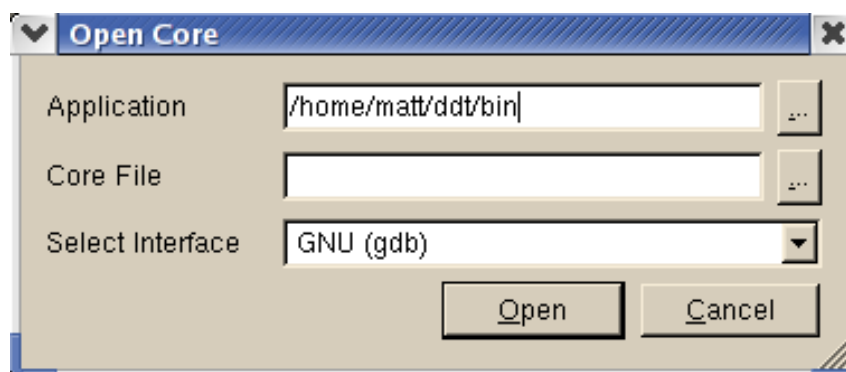 Open Core
Application /home/matt/ddt/bin ...
Core File ...
Select Interface GNU (gdb)
Open Cancel